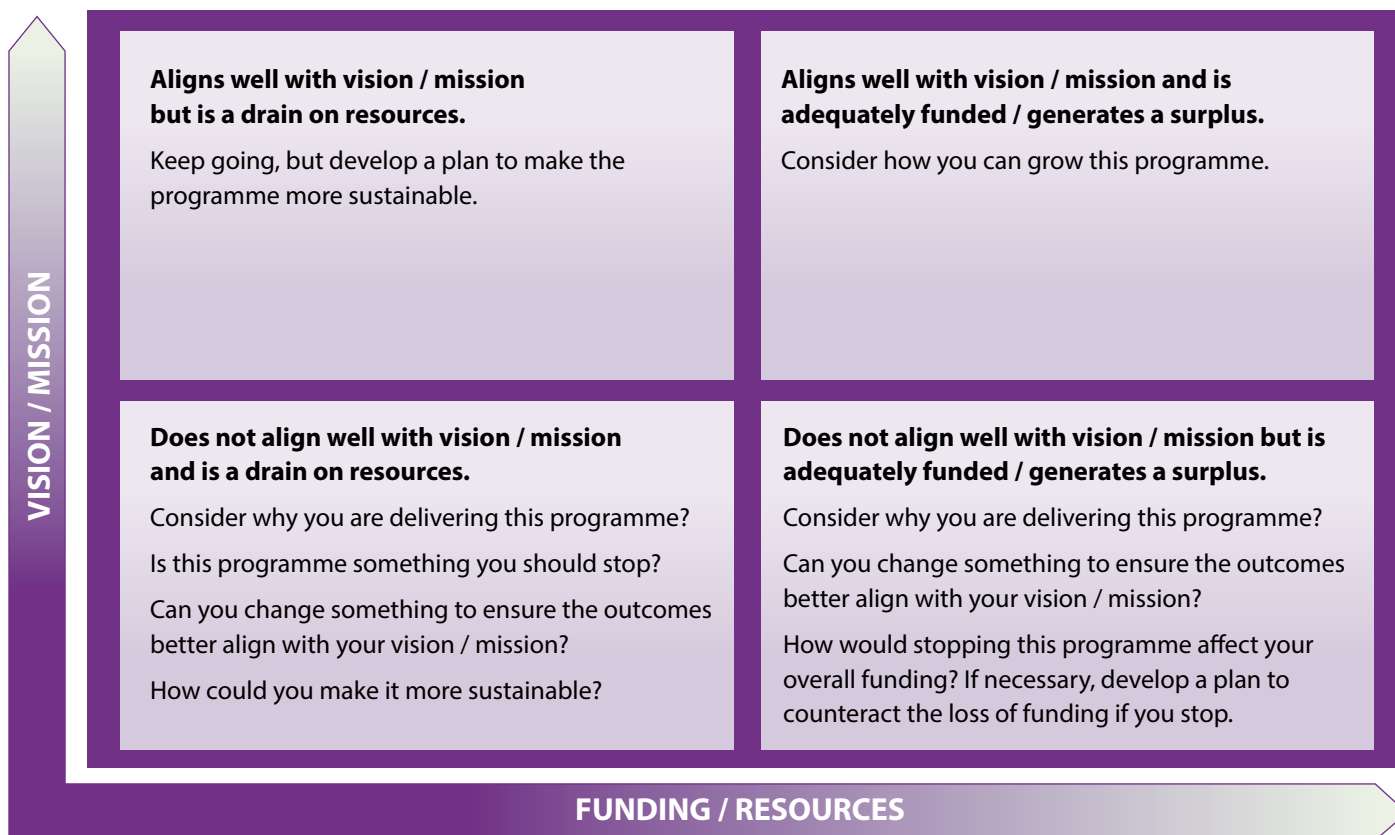 Aligns well with vision / mission
but is a drain on resources.
Keep going, but develop a plan to make the
programme more sustainable.
Aligns well with vision / mission and is
adequately funded / generates a surplus.
Consider how you can grow this programme.
VISION / MISSION
Does not align well with vision / mission
and is a drain on resources.
Consider why you are delivering this programme?
Is this programme something you should stop?
Can you change something to ensure the outcomes
better align with your vision / mission?
How could you make it more sustainable?
Does not align well with vision / mission but is
adequately funded / generates a surplus.
Consider why you are delivering this programme?
Can you change something to ensure the outcomes
better align with your vision / mission?
How would stopping this programme affect your
overall funding? If necessary, develop a plan to
counteract the loss of funding if you stop.
FUNDING / RESOURCES